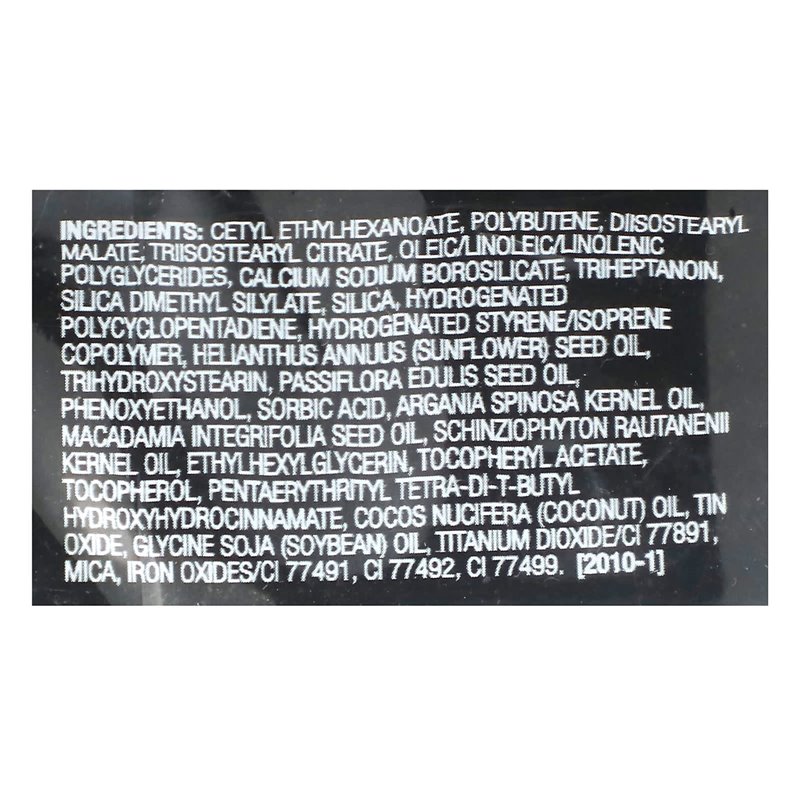 INGREDIENTS: CETYL ETHYLHEXANOATE, POLYBUTENE, DIISOSTEARYL
MALATE, TRIISOSTEARYL CITRATE, OLEIC/LINOLEIC/LINOLENIC
POLYGLYCERIDES, CALCIUM SODIUM BOROSILICATE, TRIHEPTANOIN,
SILICA DIMETHYL SILYLATE, SILICA, HYDROGENATED
POLYCYCLOPENTADIENE, HYDROGENATED STYRENE/ISOPRENE
COPOLYMER, HELIANTHUS ANNUUS (SUNFLOWER) SEED OIL,
TRIHYDROXYSTEARIN, PASSIFLORA EDULIS SEED OIL,
PHENOXYETHANOL, SORBIC ACID, ARGANIA SPINOSA KERNEL OIL,
MACADAMIA INTEGRIFOLIA SEED OIL, SCHINZIOPHYTON RAUTANENII
KERNEL OIL, ETHYLHEXYLGLYCERIN, TOCOPHERYL ACETATE,
TOCOPHEROL, PENTAERYTHRITYL TETRA-DI-T-BUTYL
HYDROXYHYDROCINNAMATE, COCOS NUCIFERA (COCONUT) OIL, TIN
OXIDE, GLYCINE SOJA (SOYBEAN) OIL, TITANIUM DIOXIDE/CI 77891,
MICA, IRON OXIDES/CI 77491, CI 77492, CI 77499. [2010-1]